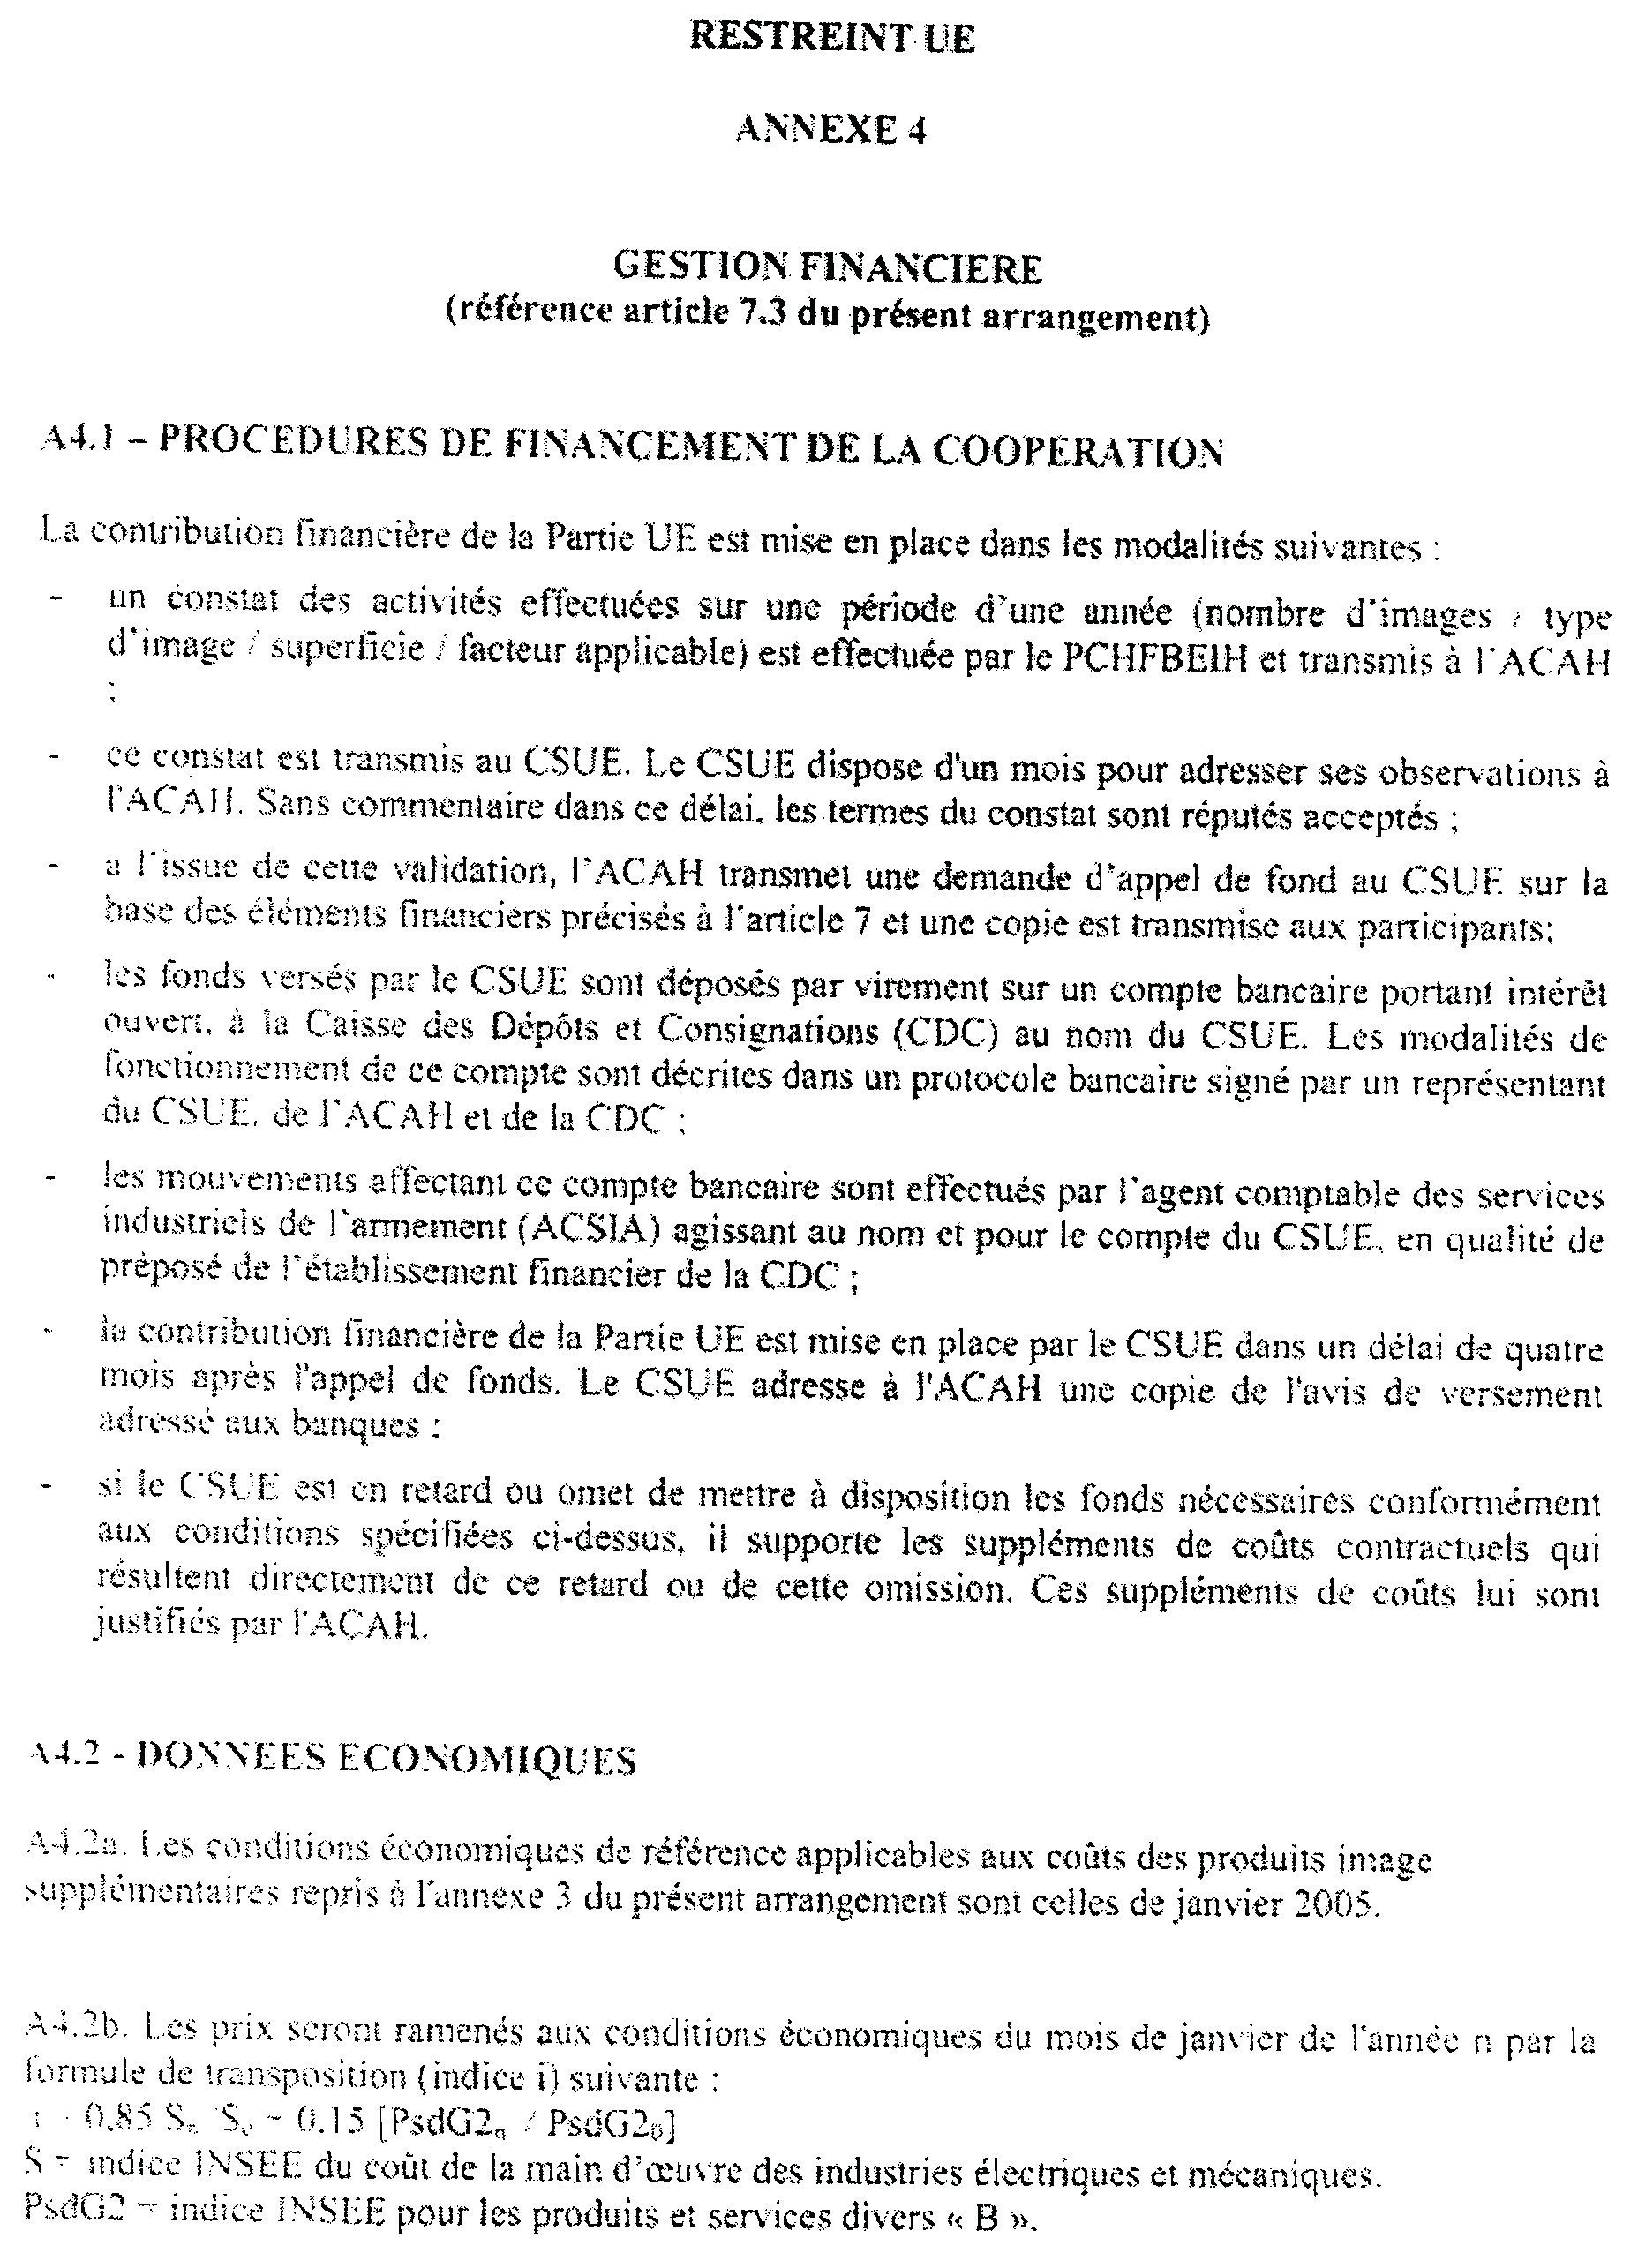 RESTREINT UE
ANNEXE 4
GESTION FINANCIERE
(référence article 7.3 du présent arrangement)
A4.1 – PROCEDURES DE FINANCEMENT DE LA COOPERATION
La contribution financière de la Partie UE est mise en place dans les modalités suivantes :
- un constat des activités effectuées sur une période d'une année (nombre d'images / type
d'image / superficie / facteur applicable) est effectuée par le PCHFBEIH et transmis à l'ACAH
;
- ce constat est transmis au CSUE. Le CSUE dispose d'un mois pour adresser ses observations à
l'ACAH. Sans commentaire dans ce délai, les termes du constat sont réputés acceptés ;
- a l'issue de cette validation, l'ACAH transmet une demande d'appel de fond au CSUE sur la
base des éléments financiers précisés à l'article 7 et une copie est transmise aux participants;
- les fonds versés par le CSUE sont déposés par virement sur un compte bancaire portant intérêt
ouvert, à la Caisse des Dépôts et Consignations (CDC) au nom du CSUE. Les modalités de
fonctionnement de ce compte sont décrites dans un protocole bancaire signé par un représentant
du CSUE, de l'ACAH et de la CDC ;
- les mouvements affectant ce compte bancaire sont effectués par l'agent comptable des services
industriels de l'armement (ACSIA) agissant au nom et pour le compte du CSUE, en qualité de
préposé de l'établissement financier de la CDC ;
- la contribution financière de la Partie UE est mise en place par le CSUE dans un délai de quatre
mois après l'appel de fonds. Le CSUE adresse à l'ACAH une copie de l'avis de versement
adressé aux banques ;
- si le CSUE est en retard ou omet de mettre à disposition les fonds nécessaires conformément
aux conditions spécifiées ci-dessus, il supporte les suppléments de coûts contractuels qui
résultent directement de ce retard ou de cette omission. Ces suppléments de coûts lui sont
justifiés par l'ACAH.
A4.2 - DONNEES ECONOMIQUES
A4.2a. Les conditions économiques de référence applicables aux coûts des produits image
supplémentaires repris à l'annexe 3 du présent arrangement sont celles de janvier 2005.
A4.2b. Les prix seront ramenés aux conditions économiques du mois de janvier de l'année n par la
formule de transposition (indice i) suivante :
0,85 S 0.15 [PsdG2n / PsdG20]
S = indice INSEE du coût de la main d'œuvre des industries électriques et mécaniques.
PsdG2 = indice INSEE pour les produits et services divers « B ».